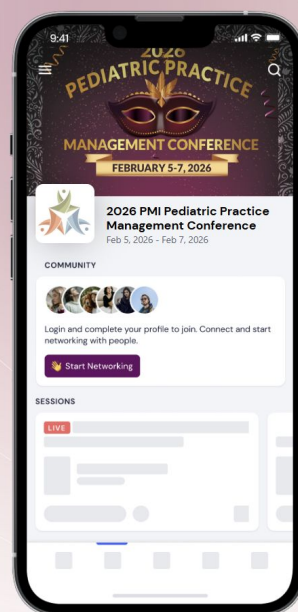 9:41
2026
PEDIATRIC PRACTICE
MANAGEMENT CONFERENCE
FEBRUARY 5-7, 2026
2026 PMI Pediatric Practice
Management Conference
Feb 5, 2026 - Feb 7, 2026
COMMUNITY
Login and complete your profile to join. Connect and start
networking with people.
👋 Start Networking
SESSIONS
LIVE